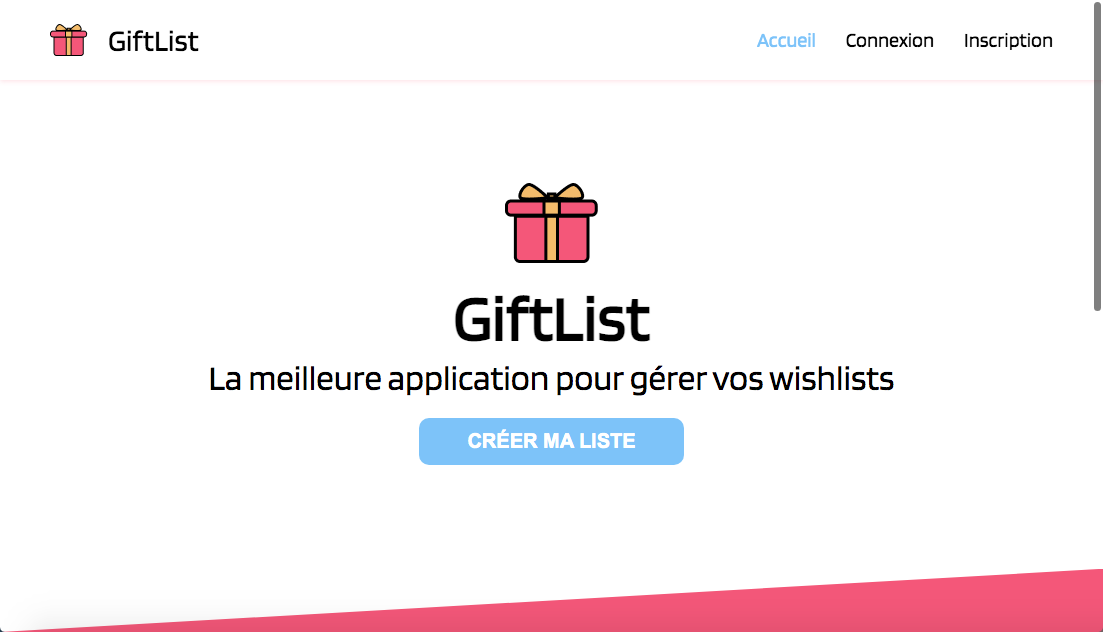 GiftList
Accueil Connexion Inscription
GiftList
La meilleure application pour gérer vos wishlists
CRÉER MA LISTE